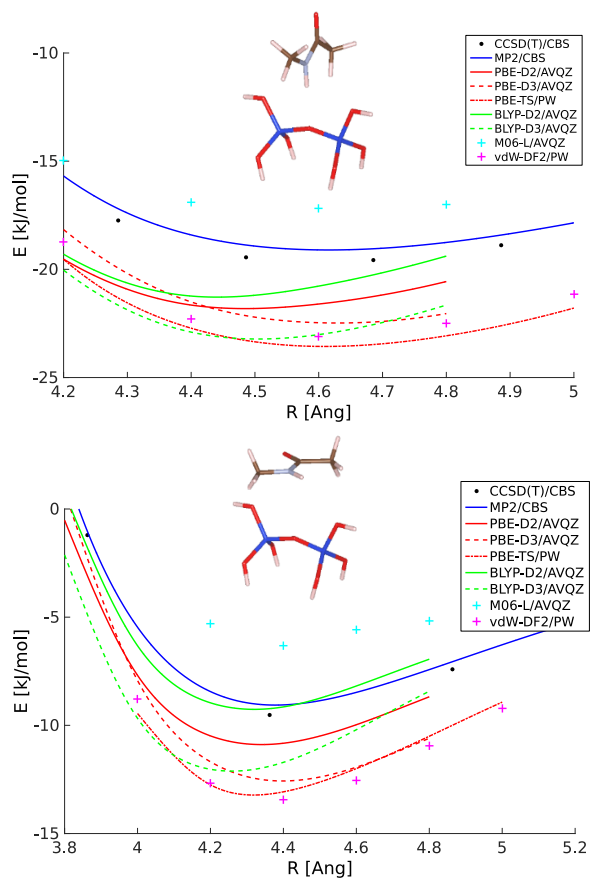 -10
-15
-20
-25
E [kJ/mol]
4.2 4.3 4.4 4.5 4.6 4.7 4.8 4.9 5
R [Ang]
CCSD(T)/CBS
MP2/CBS
PBE-D2/AVQZ
PBE-D3/AVQZ
PBE-TS/PW
BLYP-D2/AVQZ
BLYP-D3/AVQZ
M06-L/AVQZ
vdW-DF2/PW
0
-5
-10
-15
E [kJ/mol]
3.8 4 4.2 4.4 4.6 4.8 5 5.2
R [Ang]
CCSD(T)/CBS
MP2/CBS
PBE-D2/AVQZ
PBE-D3/AVQZ
PBE-TS/PW
BLYP-D2/AVQZ
BLYP-D3/AVQZ
M06-L/AVQZ
vdW-DF2/PW